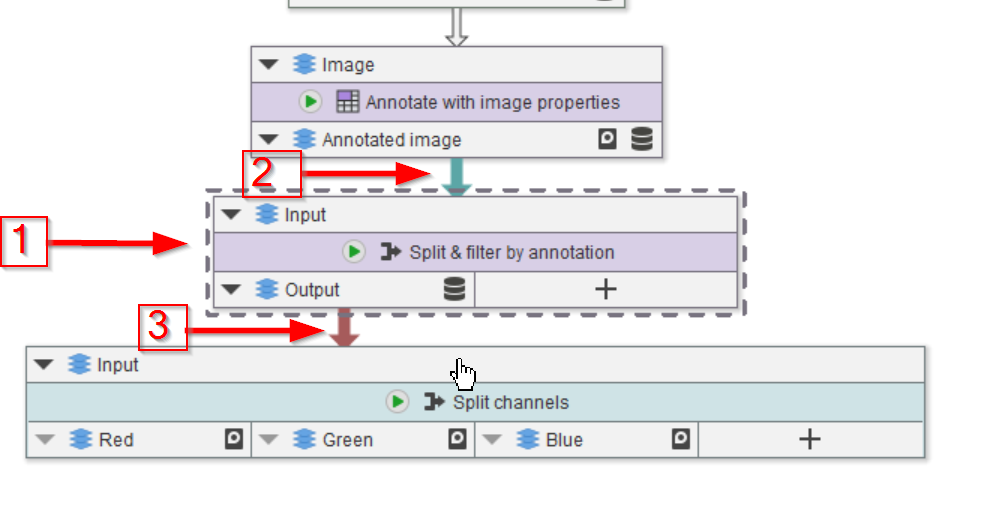 Image
Annotate with image properties
Annotated image
2
Input
1
Split & filter by annotation
Output
3
Input
Split channels
Red Green Blue